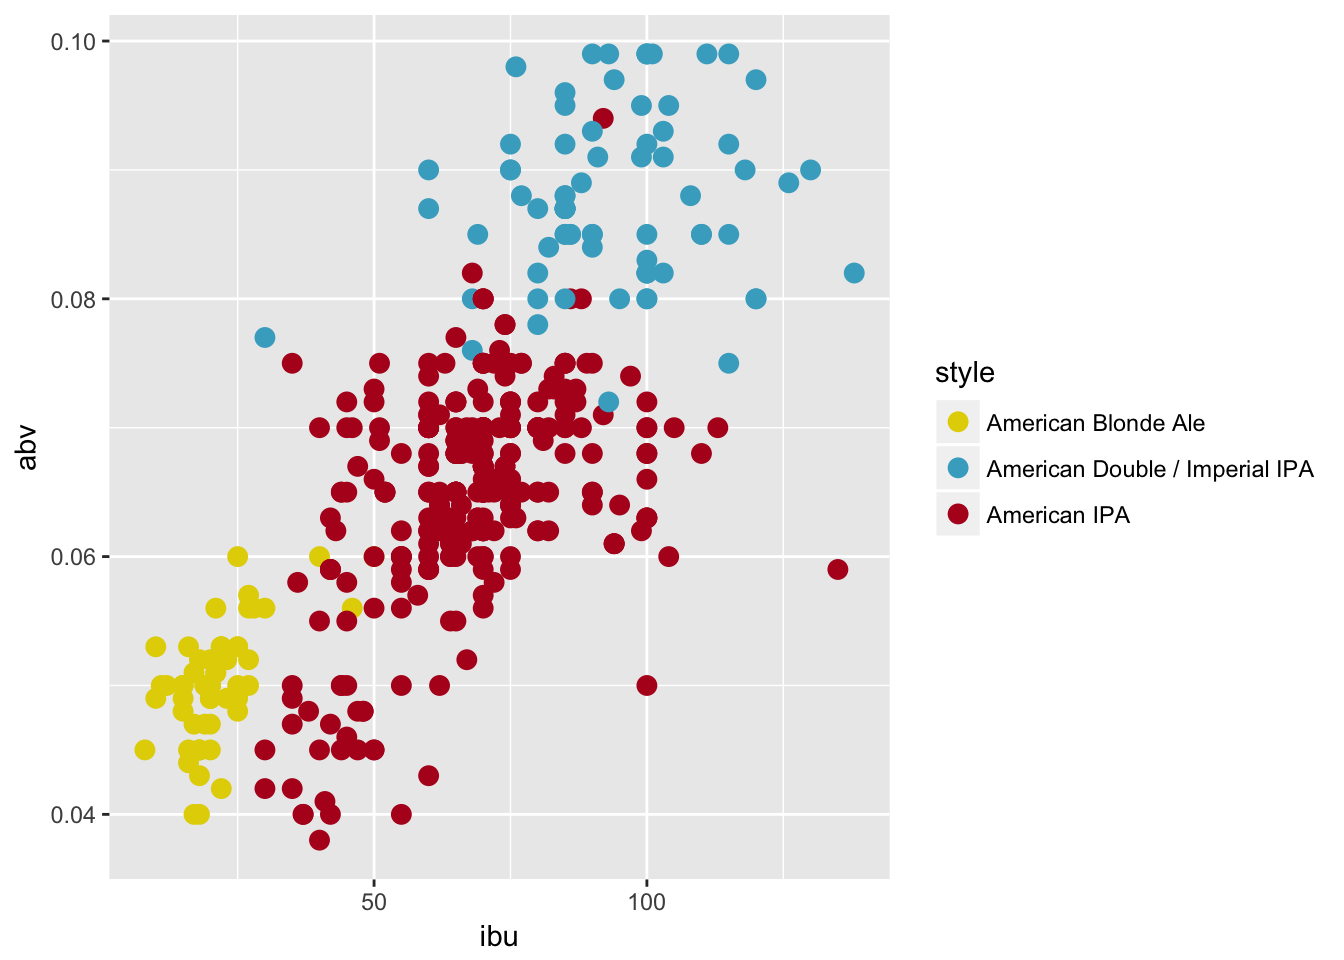 0.10
0.08
0.06
0.04
abv
50
100
ibu
style
American Blonde Ale
American Double / Imperial IPA
American IPA